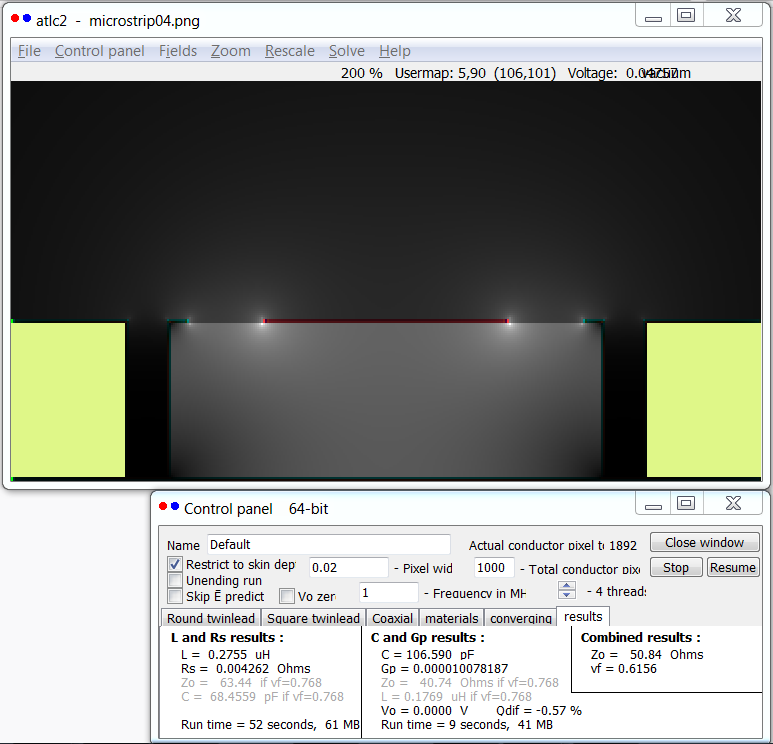 atlc2 - microstrip04.png
File Control panel Fields Zoom Rescale Solve Help
200 % Usermap: 5,90 (106,101) Voltage:
Control panel 64-bit
Name Default Actual conductor pixel to 1892 Close window
Restrict to skin dept 0.02 - Pixel wid 1000 - Total conductor pixe Stop Resume
Unending run
Skip E predict Vo zero 1 - Frequency in MH - 4 threads
Round twinlead Square twinlead Coaxial materials converging results
L and Rs results : C and Gp results : Combined results :
L = 0.2755 uH C = 106.590 pF Zo = 50.84 Ohms
Rs = 0.004262 Ohms Gp = 0.000010078187 vf = 0.6156
Zo = 63.44 if vf=0.768 Zo = 40.74 Ohms if vf=0.768
C = 68.4559 pF if vf=0.768 L = 0.1769 uH if vf=0.768
Vo = 0.0000 V Qdif = -0.57 %
Run time = 52 seconds, 61 MB Run time = 9 seconds, 41 MB